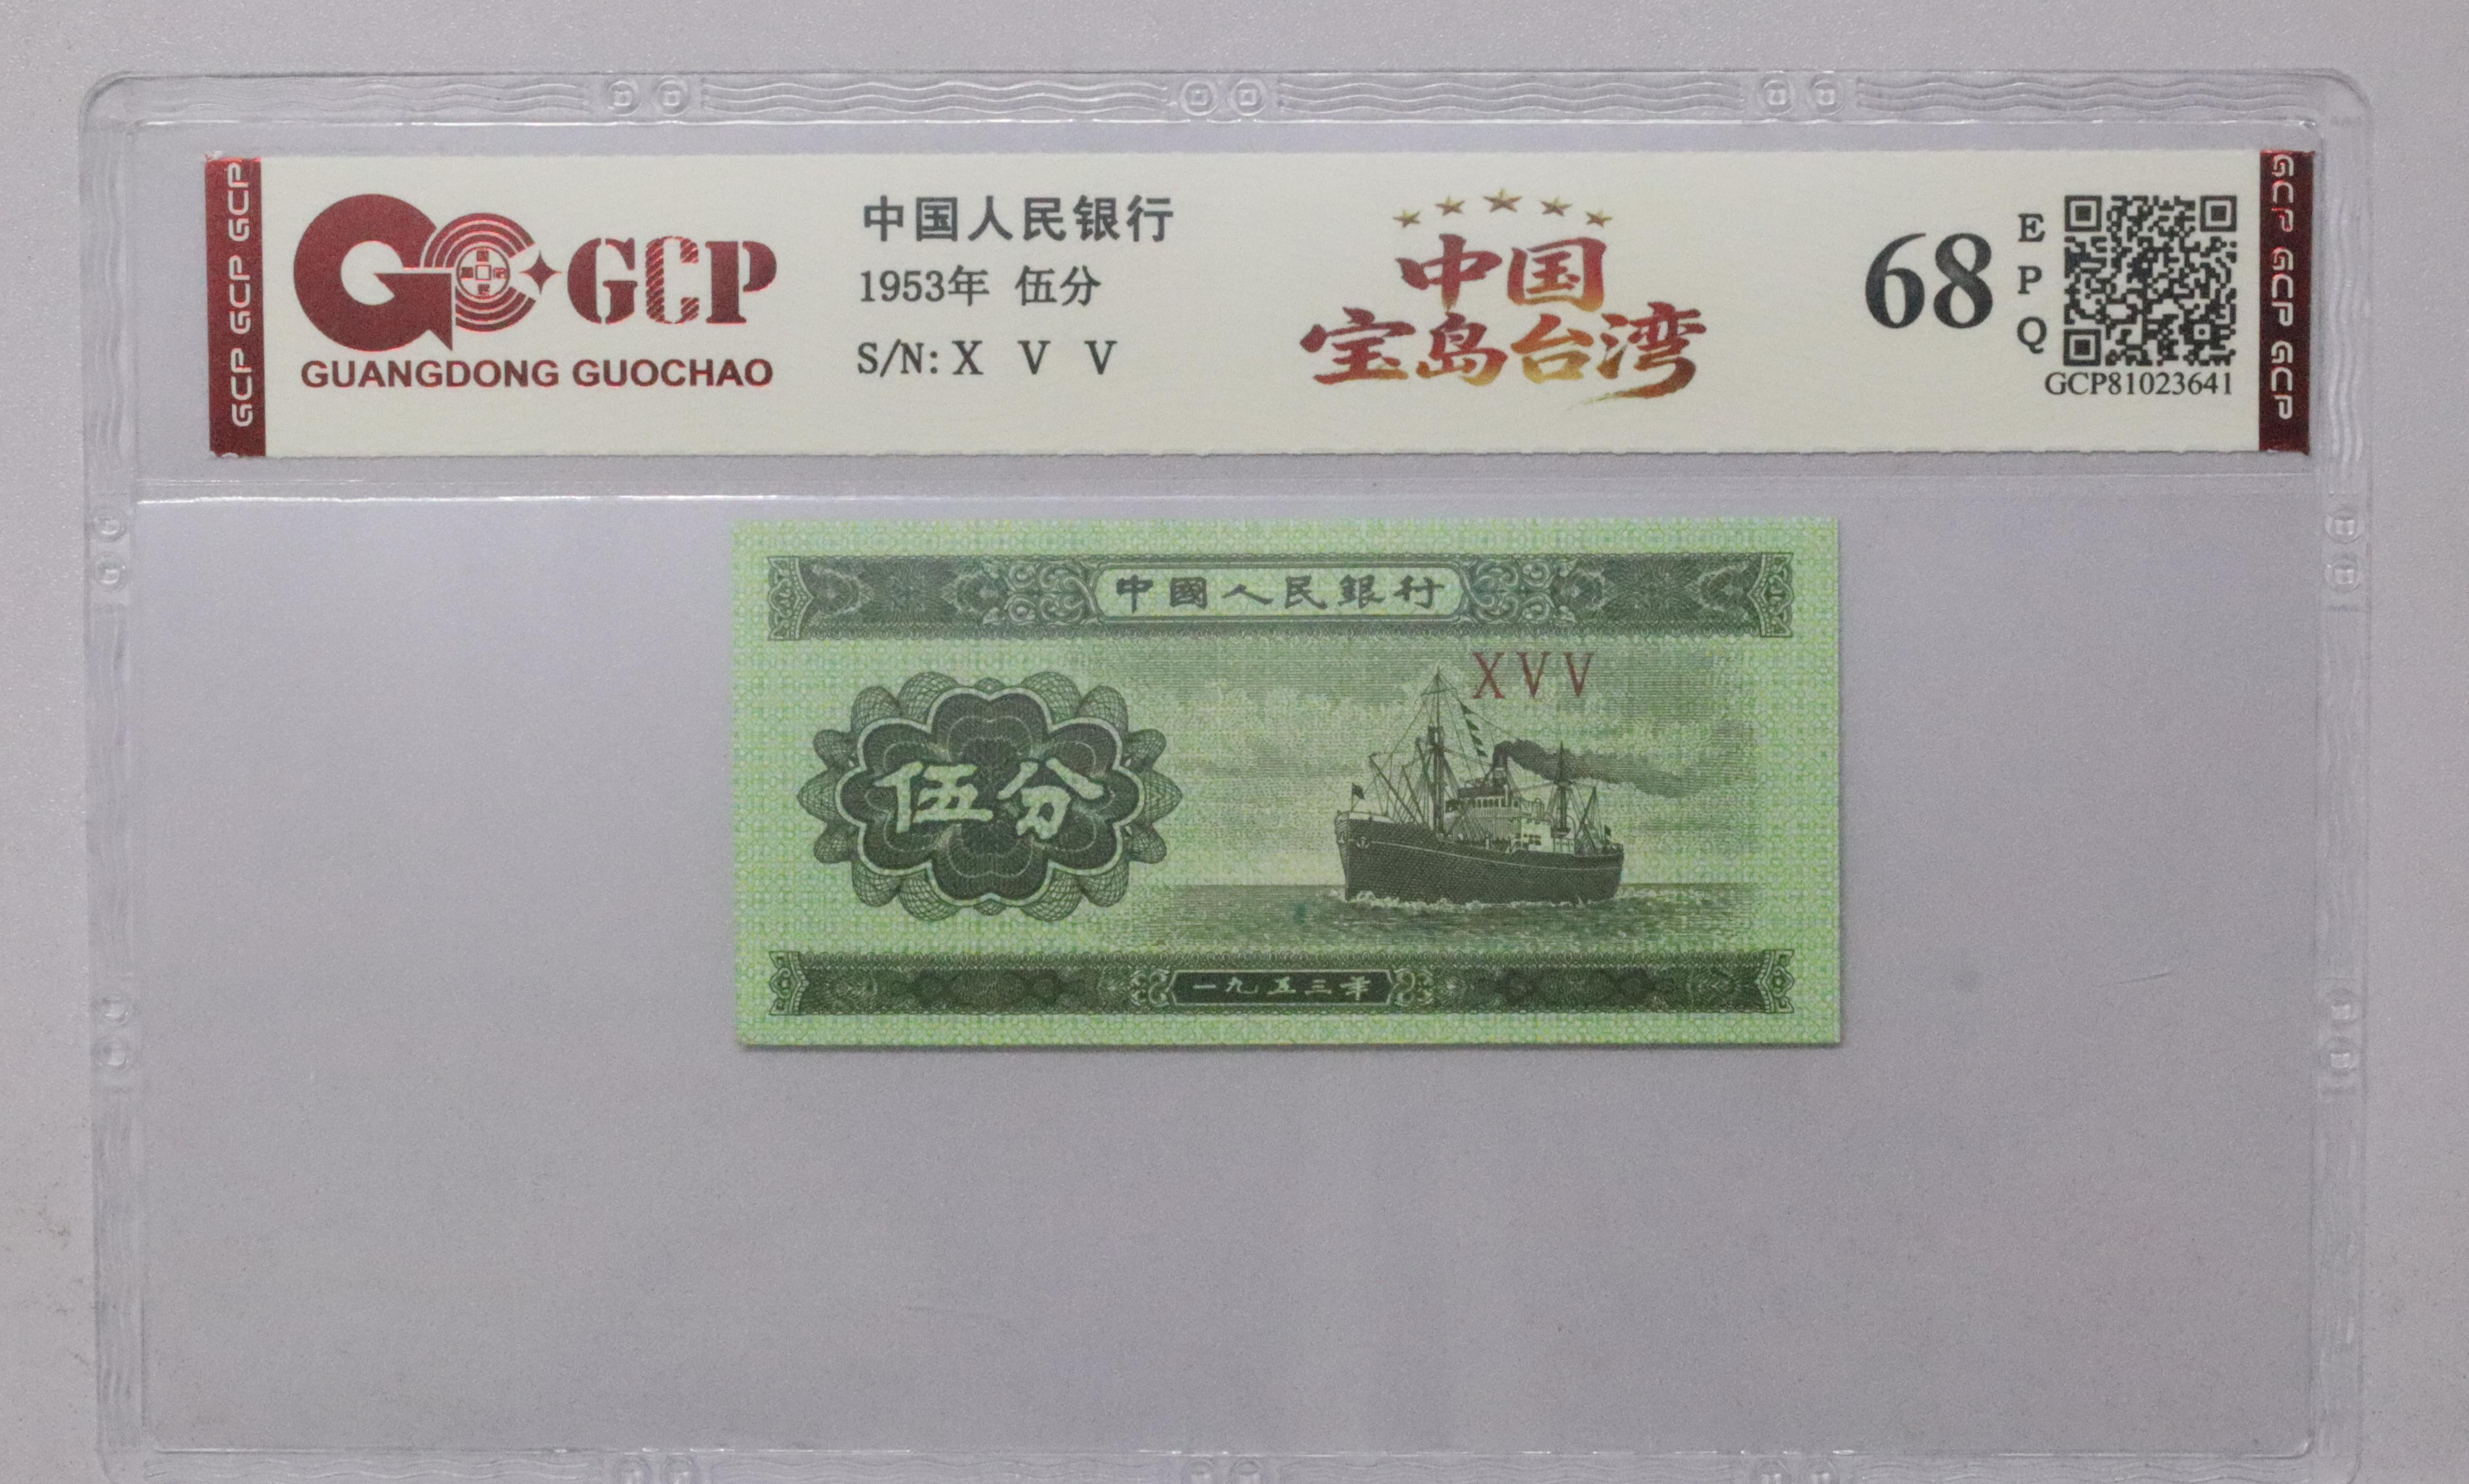 GCP GCP GCP
GCP
GUANGDONG GUOCHAO
中国人民银行
1953年 伍分
S/N: X V V
中国
宝岛台湾
68
EPQ
GCP81023641
GCP GCP GCP
中國人民銀行
XVV
伍分
一九五三年